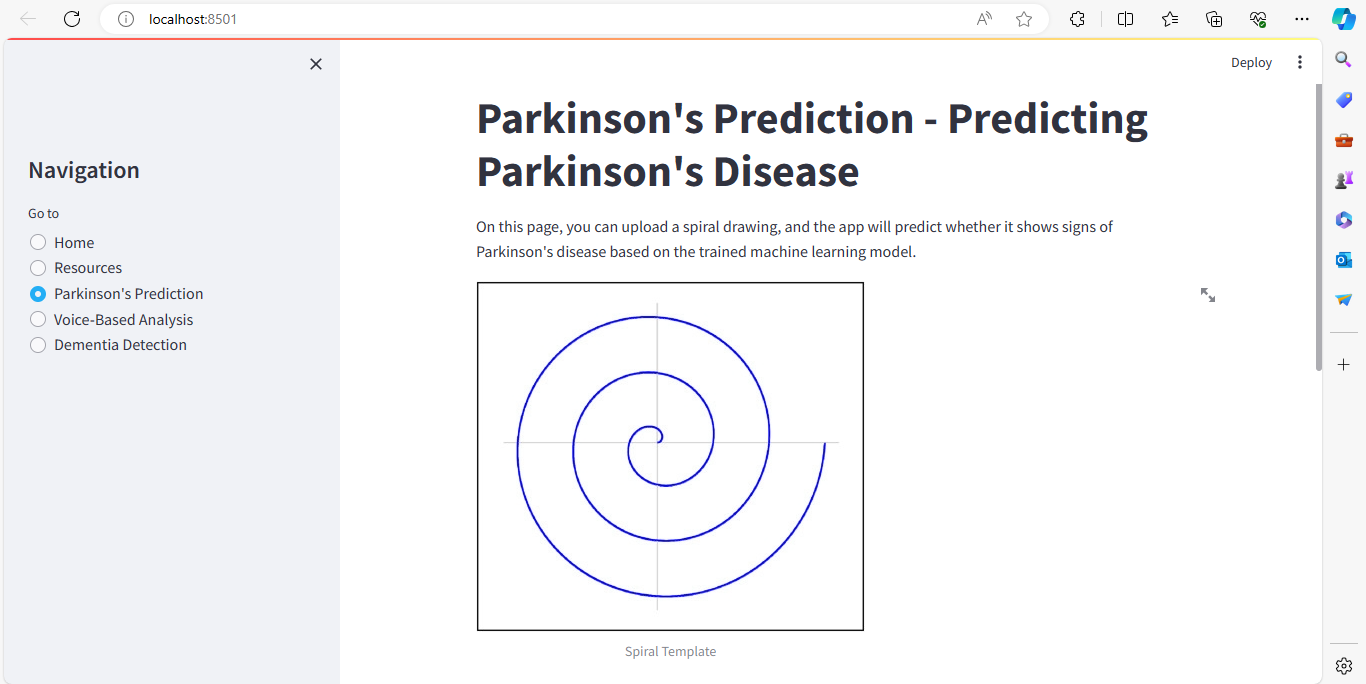 localhost:8501
Deploy
Navigation
Go to
Home
Resources
Parkinson's Prediction
Voice-Based Analysis
Dementia Detection
Parkinson's Prediction - Predicting
Parkinson's Disease
On this page, you can upload a spiral drawing, and the app will predict whether it shows signs of
Parkinson's disease based on the trained machine learning model.
Spiral Template